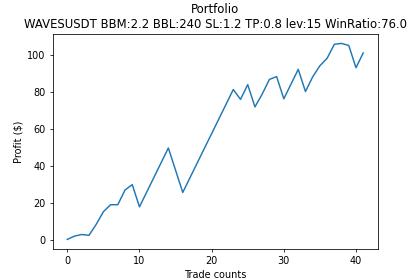 Portfolio
WAVESUSDT BBM:2.2 BBL:240 SL:1.2 TP:0.8 lev:15 WinRatio:76.0
100
80
60
40
20
0
Profit ($)
0 10 20 30 40
Trade counts